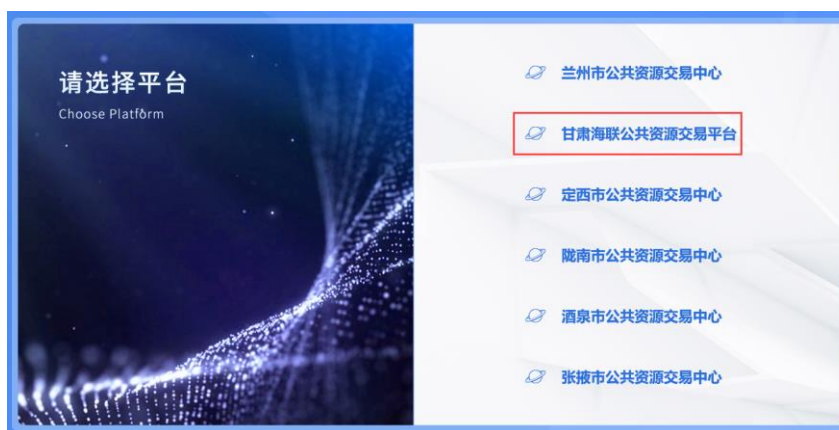 请选择平台
Choose Platform
兰州市公共资源交易中心
甘肃海联公共资源交易平台
定西市公共资源交易中心
陇南市公共资源交易中心
酒泉市公共资源交易中心
张掖市公共资源交易中心